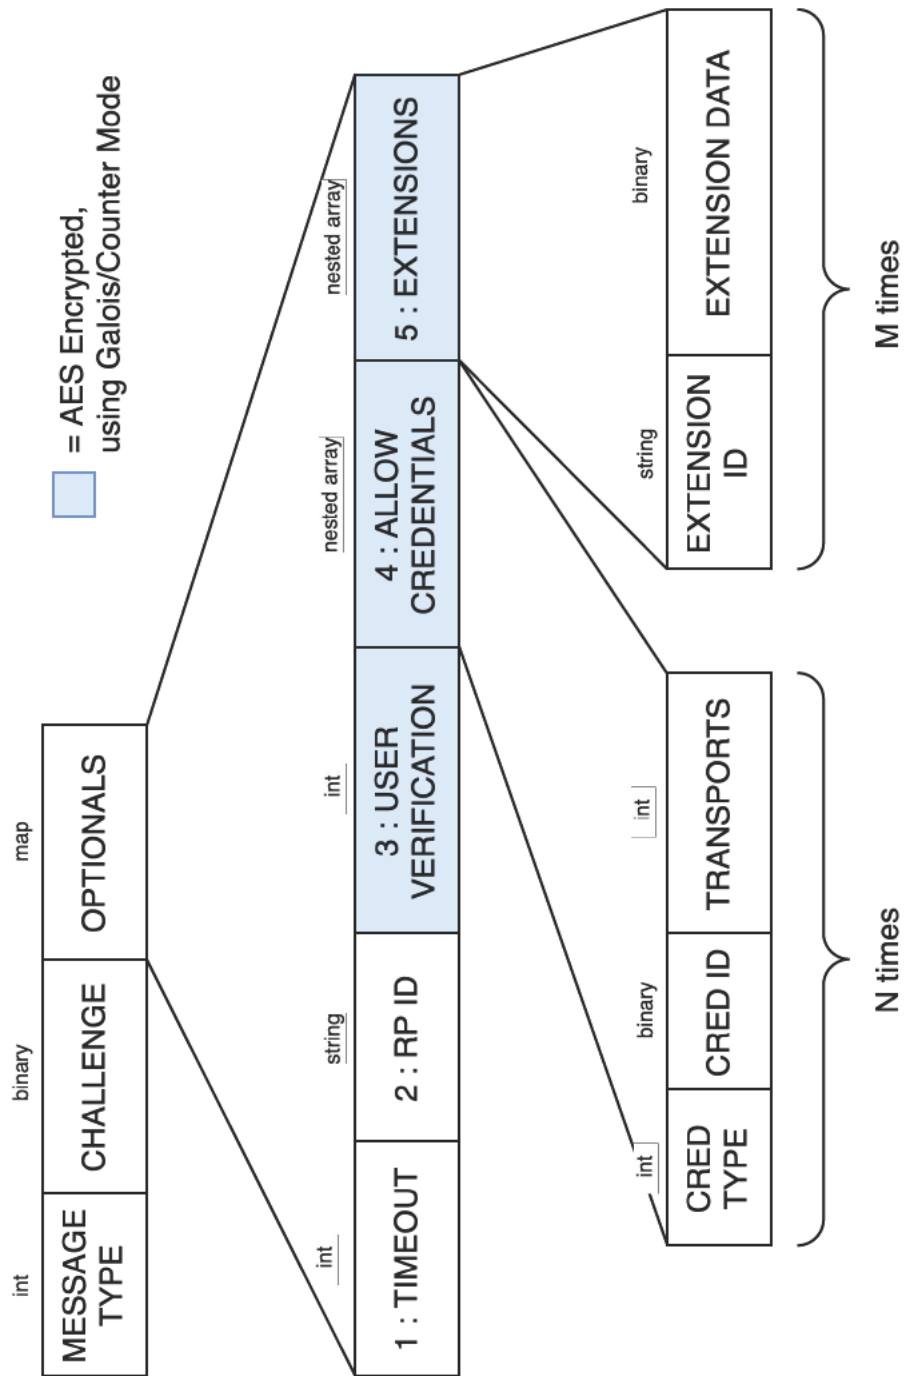 = AES Encrypted,
using Galois/Counter Mode
int
binary
map
MESSAGE
TYPE
CHALLENGE
OPTIONALS
int
string
int
nested array
nested array
1 : TIMEOUT
2 : RP ID
3 : USER
VERIFICATION
4 : ALLOW
CREDENTIALS
5 : EXTENSIONS
int
binary
int
string
binary
CRED
TYPE
CRED ID
TRANSPORTS
EXTENSION
ID
EXTENSION DATA
N times
M times